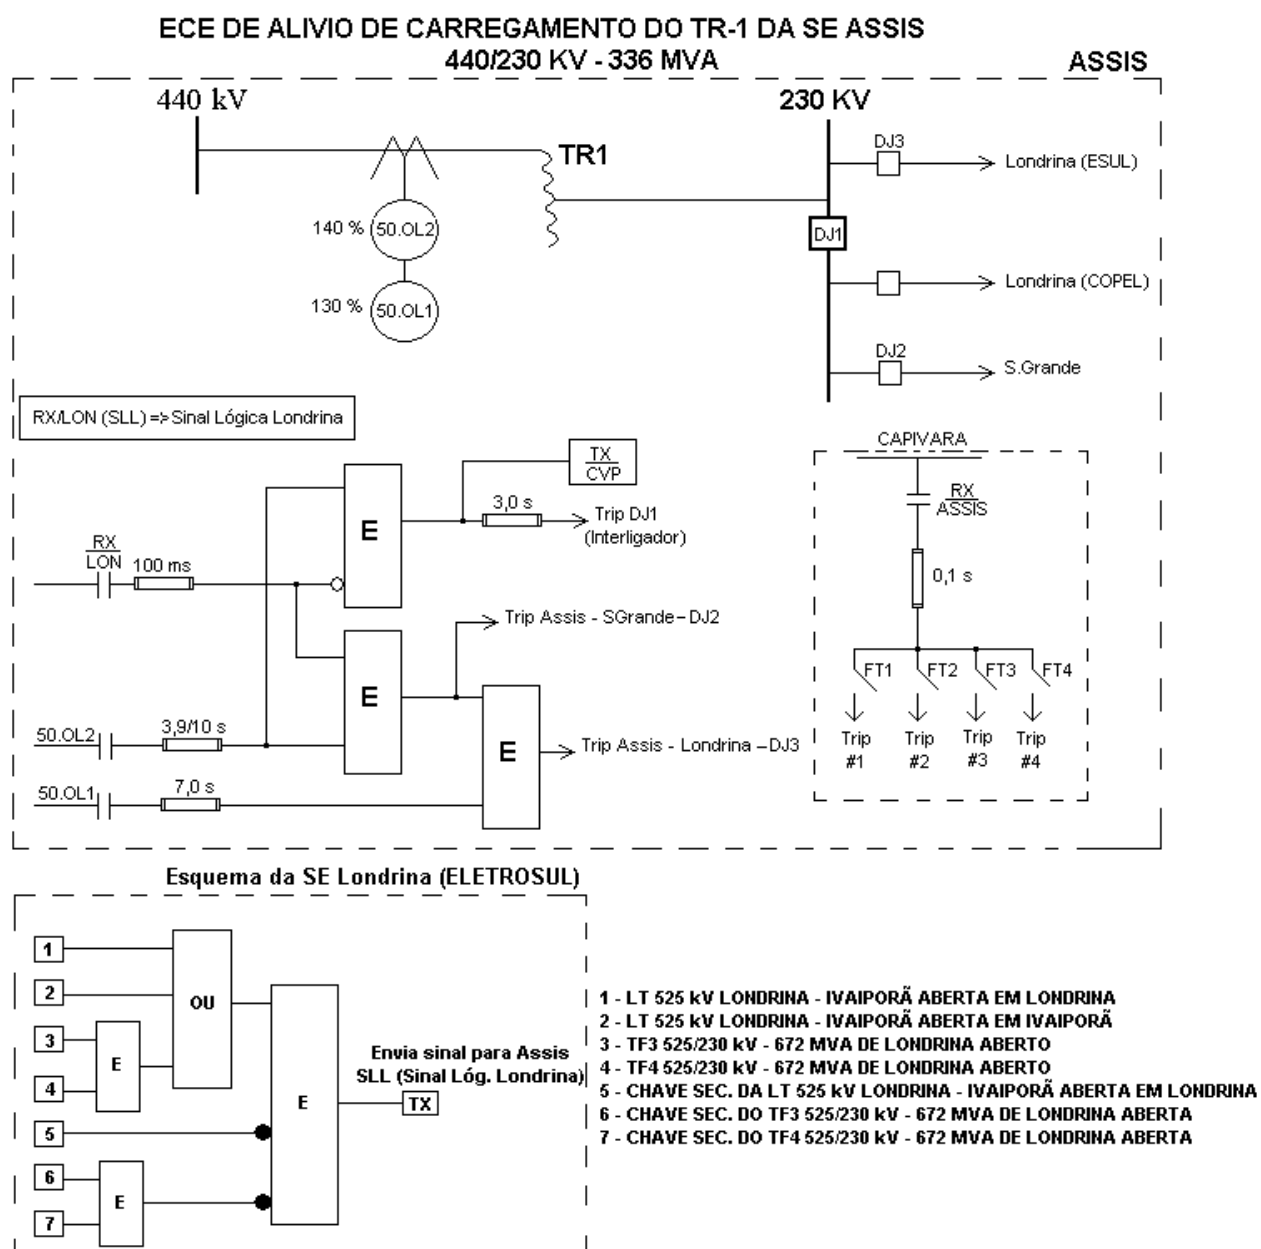 ECE DE ALIVIO DE CARREGAMENTO DO TR-1 DA SE ASSIS
440/230 KV - 336 MVA
ASSIS
440 kV
230 KV
TR1
DJ3
Londrina (ESUL)
140 %
50.OL2
DJ1
130 %
50.OL1
Londrina (COPEL)
DJ2
S.Grande
RX/LON (SLL) => Sinal Lógica Londrina
CAPIVARA
TX
CVP
RX
ASSIS
3,0 s
Trip DJ1
(Interligador)
E
RX
LON
100 ms
0,1 s
Trip Assis - SGrande - DJ2
FT1
FT2
FT3
FT4
E
50.OL2
3,9/10 s
Trip Assis - Londrina - DJ3
E
Trip
#1
Trip
#2
Trip
#3
Trip
#4
50.OL1
7,0 s
Esquema da SE Londrina (ELETROSUL)
1
2
OU
3
E
4
5
6
E
7
E
Envia sinal para Assis
SLL (Sinal Lóg. Londrina)
TX
1 - LT 525 kV LONDRINA - IVAIPORÃ ABERTA EM LONDRINA
2 - LT 525 kV LONDRINA - IVAIPORÃ ABERTA EM IVAIPORÃ
3 - TF3 525/230 kV - 672 MVA DE LONDRINA ABERTO
4 - TF4 525/230 kV - 672 MVA DE LONDRINA ABERTO
5 - CHAVE SEC. DA LT 525 kV LONDRINA - IVAIPORÃ ABERTA EM LONDRINA
6 - CHAVE SEC. DO TF3 525/230 kV - 672 MVA DE LONDRINA ABERTA
7 - CHAVE SEC. DO TF4 525/230 kV - 672 MVA DE LONDRINA ABERTA